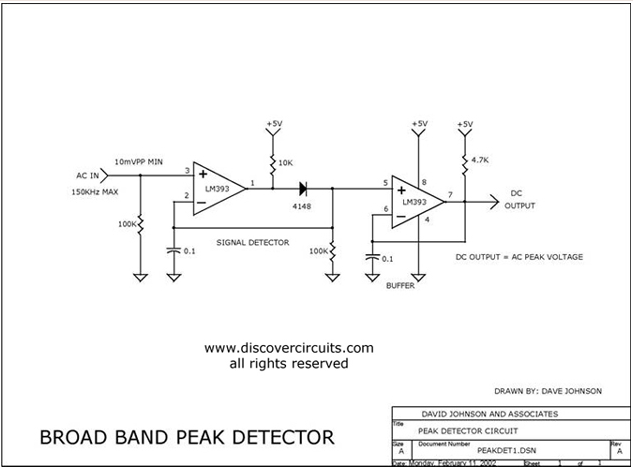 +5V
+5V
+5V
10mVPP MIN
10K
4.7K
AC IN
3
+
LM393
1
5
+
8
7
DC
OUTPUT
150KHz MAX
2
−
4148
6
−
LM393
4
100K
SIGNAL DETECTOR
0.1
100K
0.1
DC OUTPUT = AC PEAK VOLTAGE
BUFFER
www.discovercircuits.com
all rights reserved
DRAWN BY: DAVE JOHNSON
DAVID JOHNSON AND ASSOCIATES
Title
PEAK DETECTOR CIRCUIT
BROAD BAND PEAK DETECTOR
Size
A
Document Number
PEAKDET1.DSN
Rev
A
Date: Monday, February 11, 2002 Sheet 1 of 1